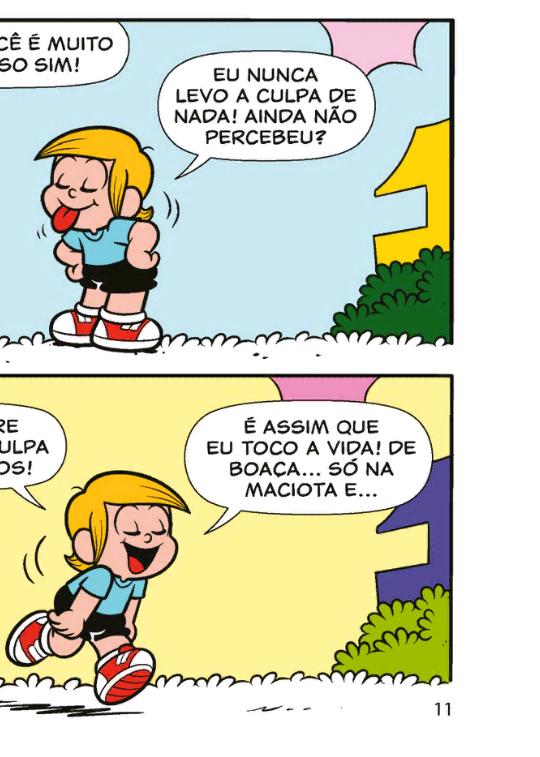 CÊ É MUITO
SO SIM!
EU NUNCA
LEVO A CULPA DE
NADA! AINDA NÃO
PERCEBEU?
RE
ULPA
OS!
É ASSIM QUE
EU TOCO A VIDA! DE
BOAÇA... SÓ NA
MACIOTA E...
11